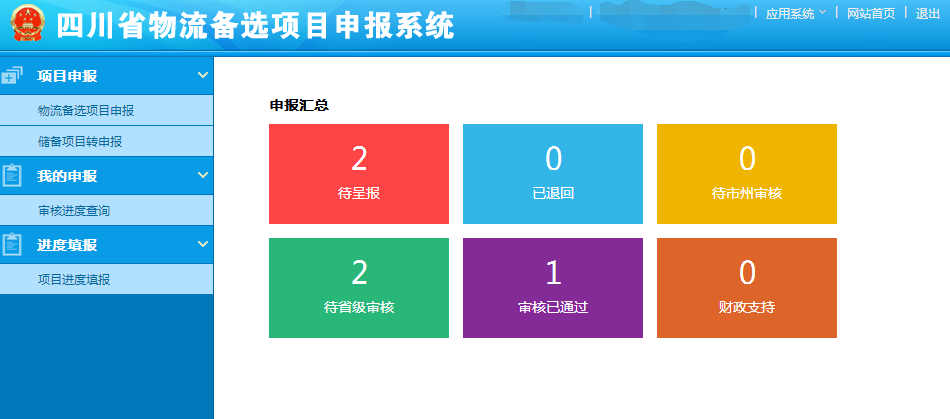 四川省物流备选项目申报系统
| | | 应用系统 | 网站首页 | 退出
项目申报
物流备选项目申报
储备项目转申报
我的申报
审核进度查询
进度填报
项目进度填报
申报汇总
2
待呈报
0
已退回
0
待市州审核
2
待省级审核
1
审核已通过
0
财政支持